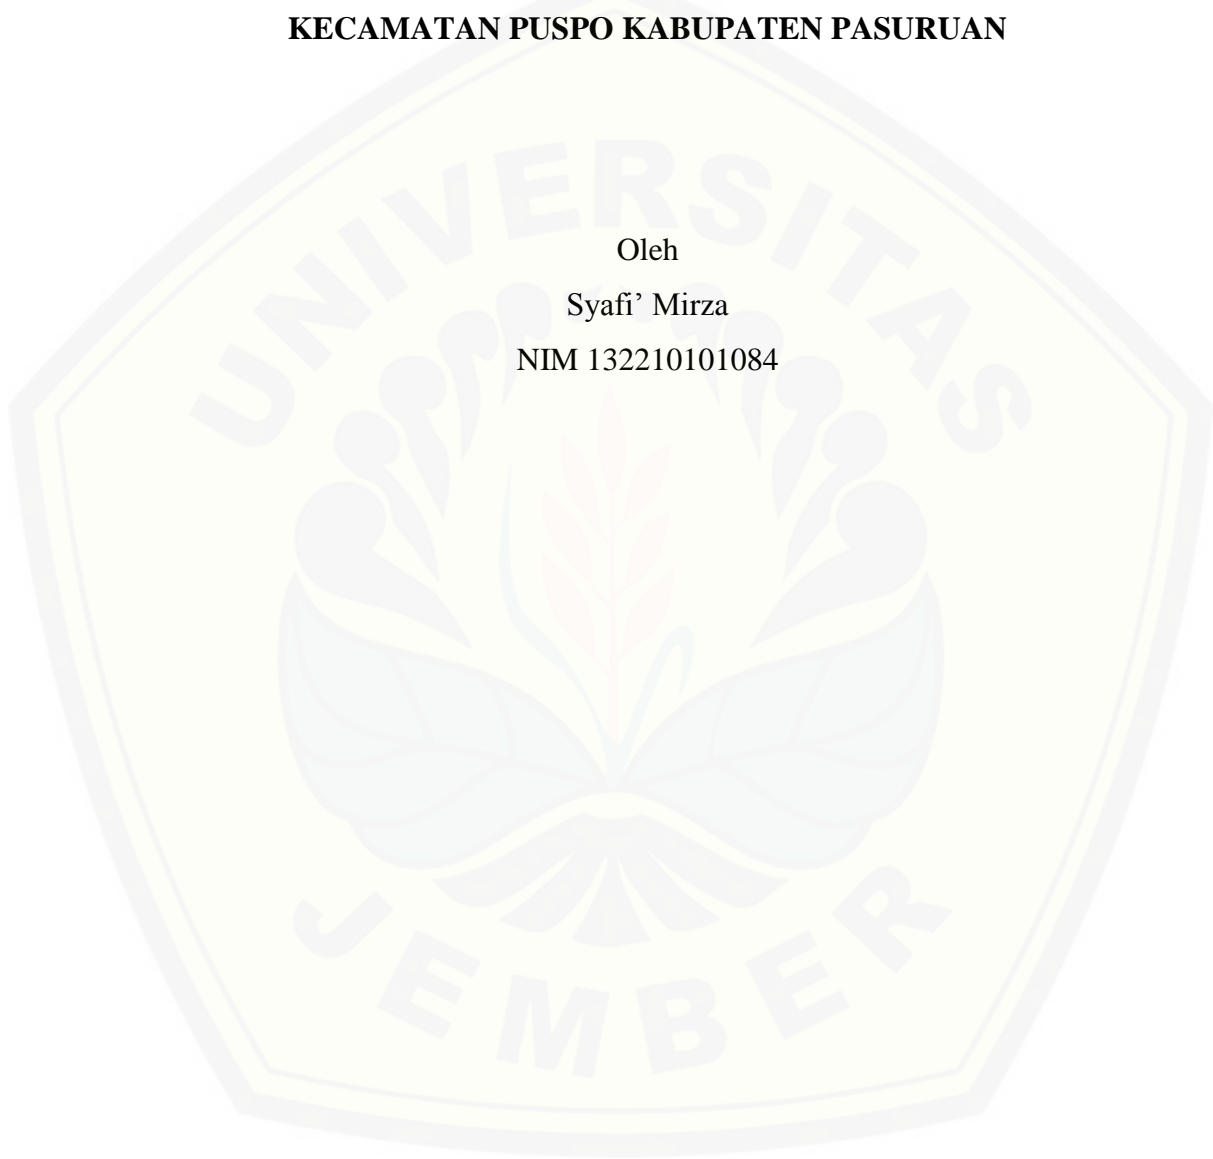 KECAMATAN PUSPO KABUPATEN PASURUAN
Oleh
Syafi’ Mirza
NIM 132210101084
UNIVERSITAS
JEMBER